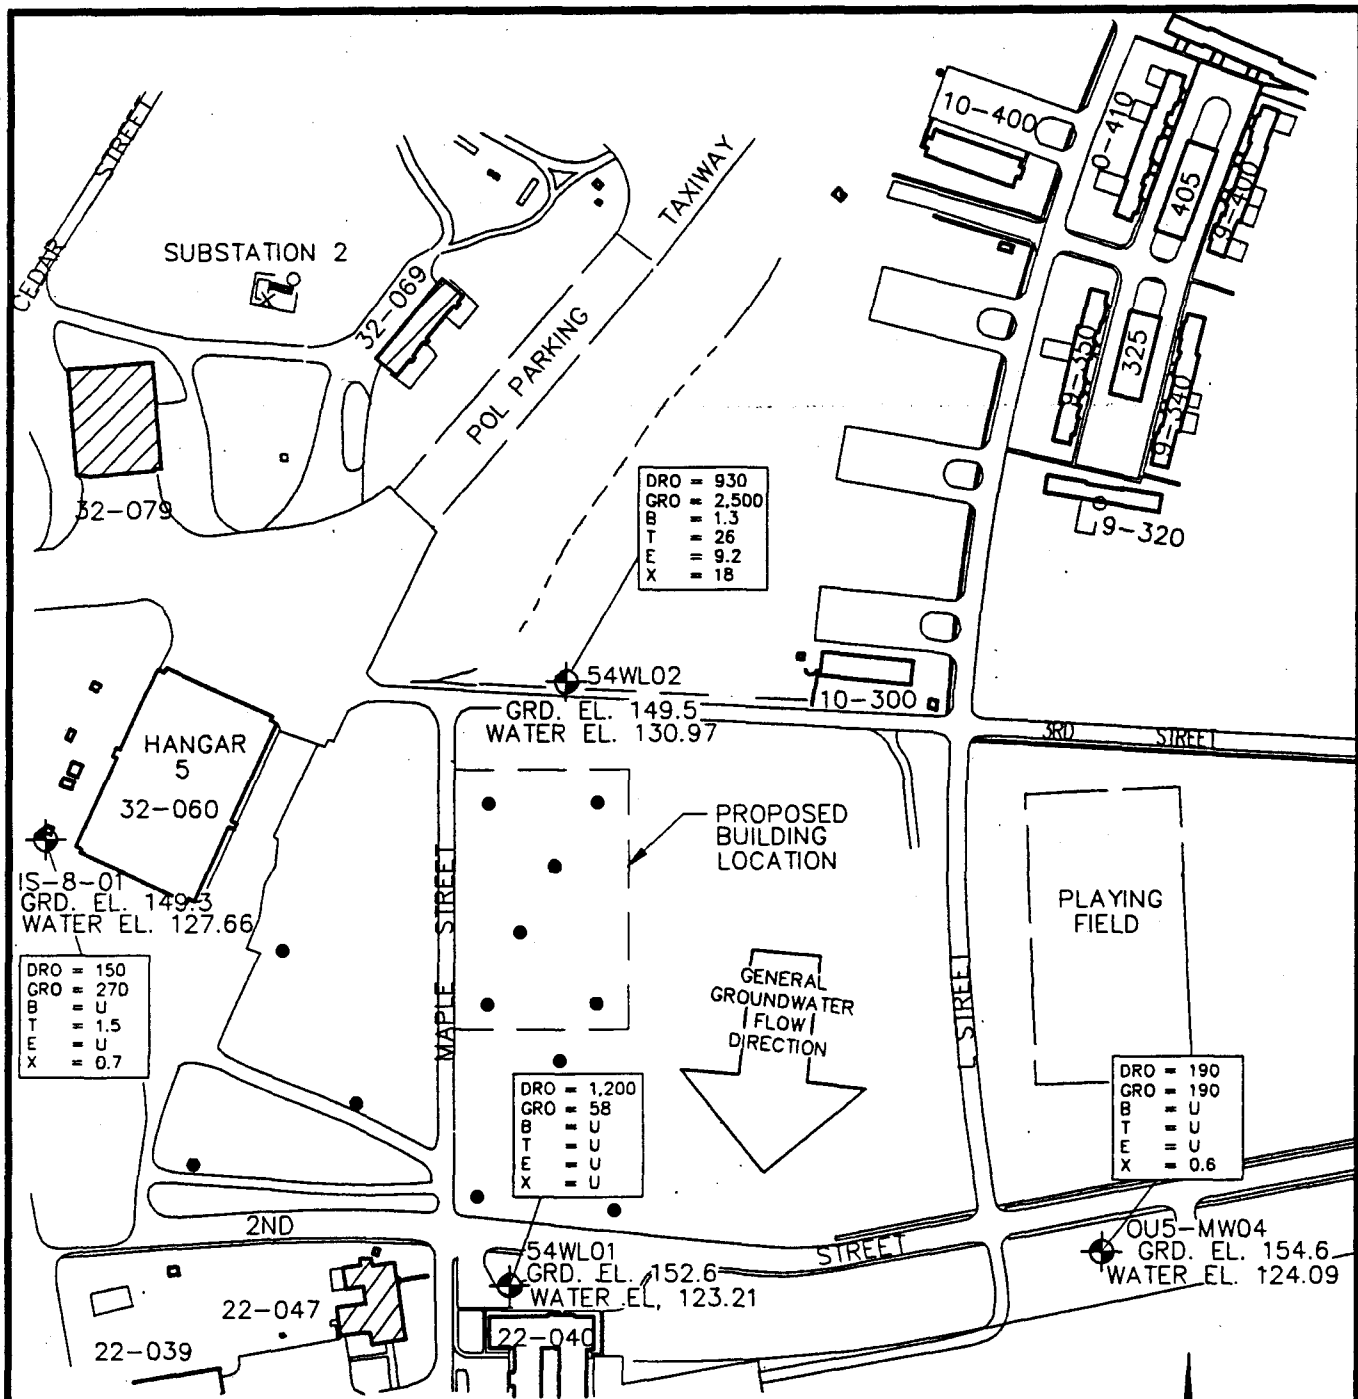 CEDAR STREET
SUBSTATION 2
32-069
TAXIWAY
POL PARKING
10-400
0-410
405
9-400
9-350
325
9-340
9-320
32-079
DRO = 930
GRO = 2,500
B = 1.3
T = 26
E = 9.2
X = 18
54WL02
GRD. EL. 149.5
WATER EL. 130.97
10-300
3RD STREET
HANGAR
5
32-060
PROPOSED
BUILDING
LOCATION
IS-8-01
GRD. EL. 149.3
WATER EL. 127.66
DRO = 150
GRO = 270
B = U
T = 1.5
E = U
X = 0.7
MAPLE STREET
GENERAL
GROUNDWATER
FLOW
DIRECTION
L STREET
PLAYING
FIELD
DRO = 1,200
GRO = 58
B = U
T = U
E = U
X = U
DRO = 190
GRO = 190
B = U
T = U
E = U
X = 0.6
2ND STREET
54WL01
GRD. EL. 152.6
WATER EL, 123.21
OU5-MW04
GRD. EL. 154.6
WATER EL. 124.09
22-047
22-039
22-040